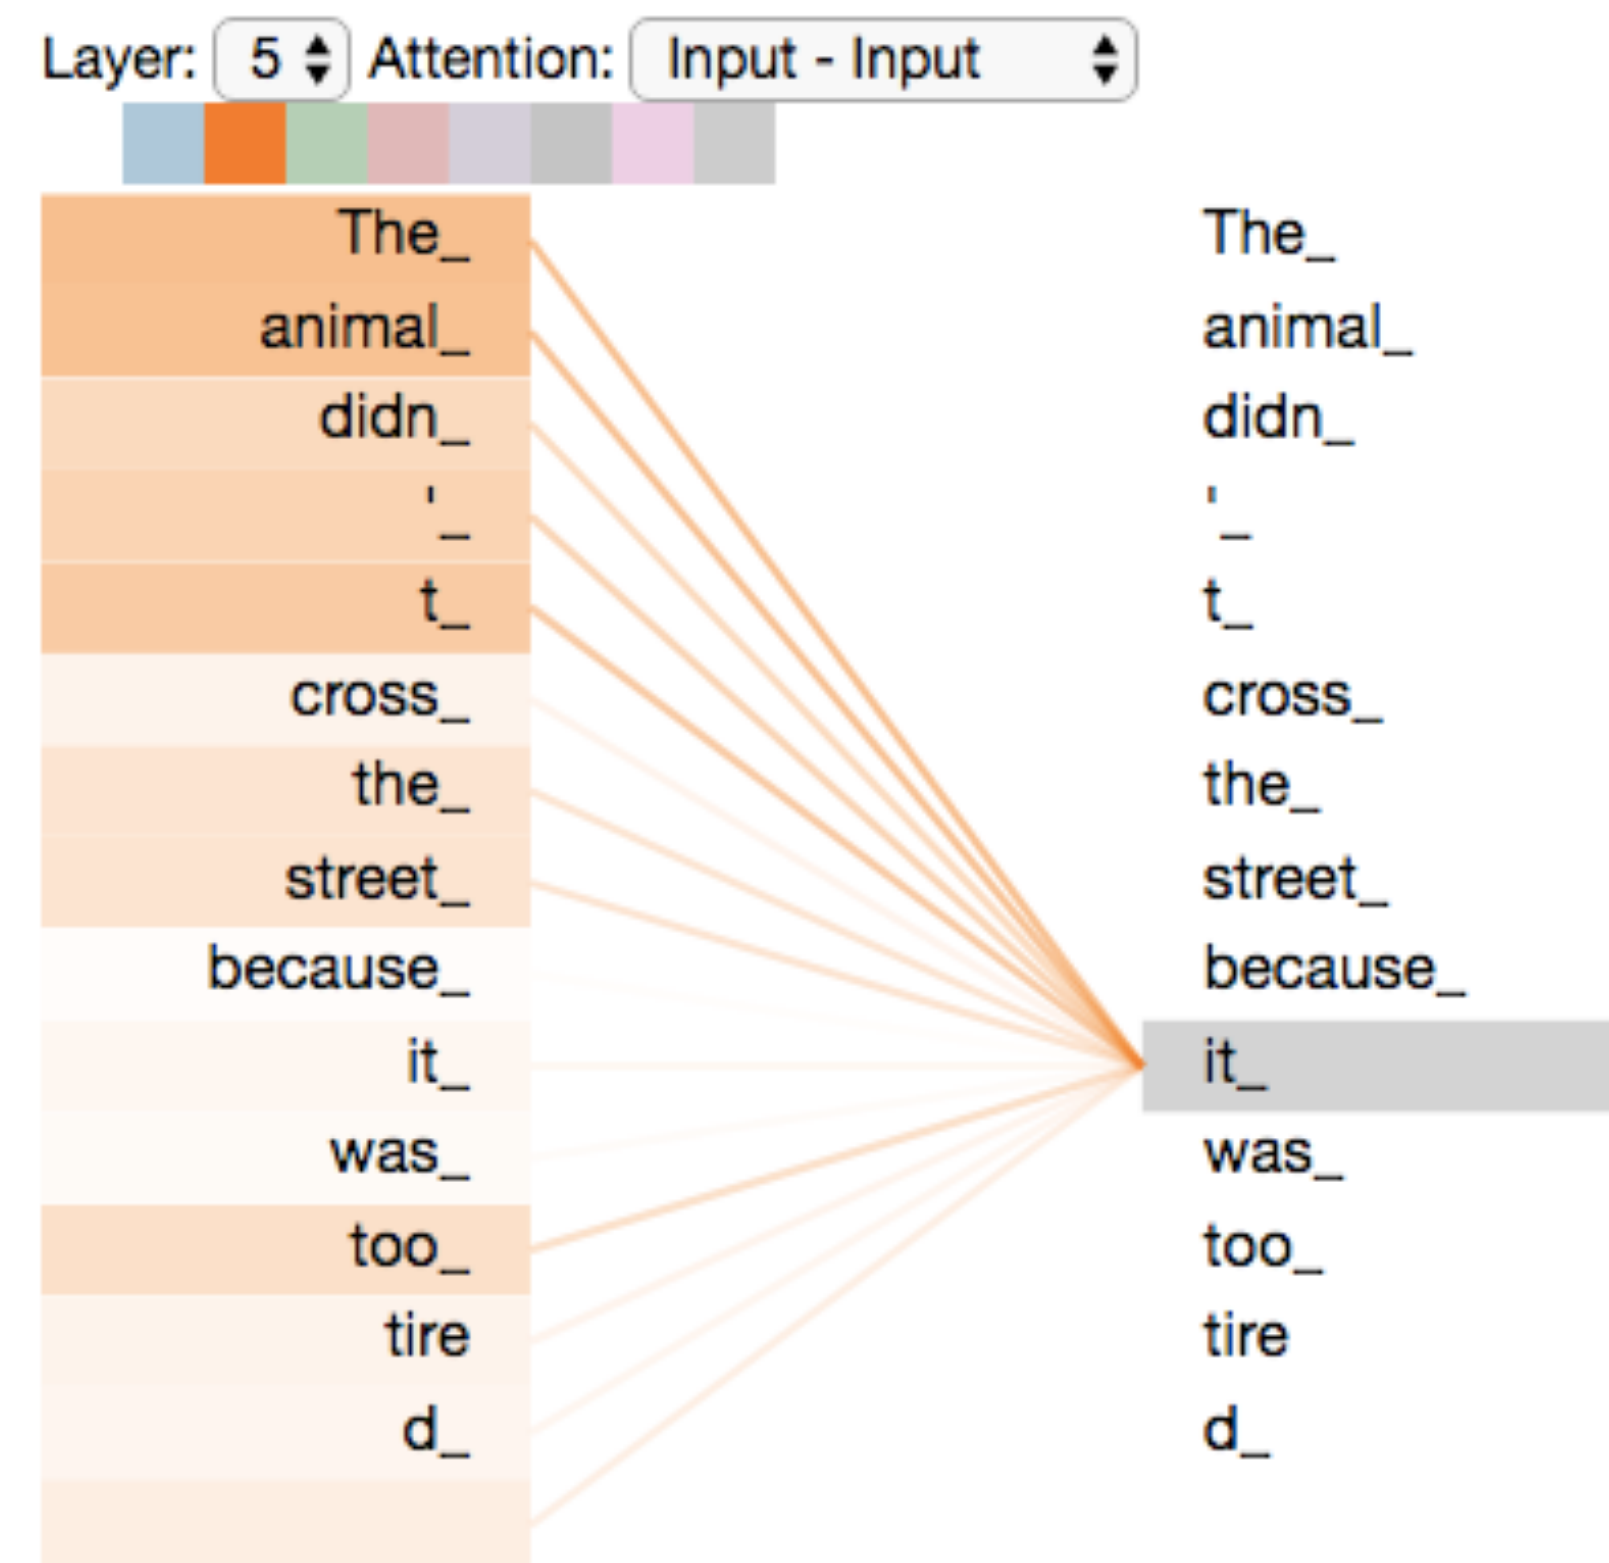 Layer: 5 Attention: Input - Input
The_ The_
animal_ animal_
didn_ didn_
'_ '_
t_ t_
cross_ cross_
the_ the_
street_ street_
because_ because_
it_ it_
was_ was_
too_ too_
tire tire
d_ d_